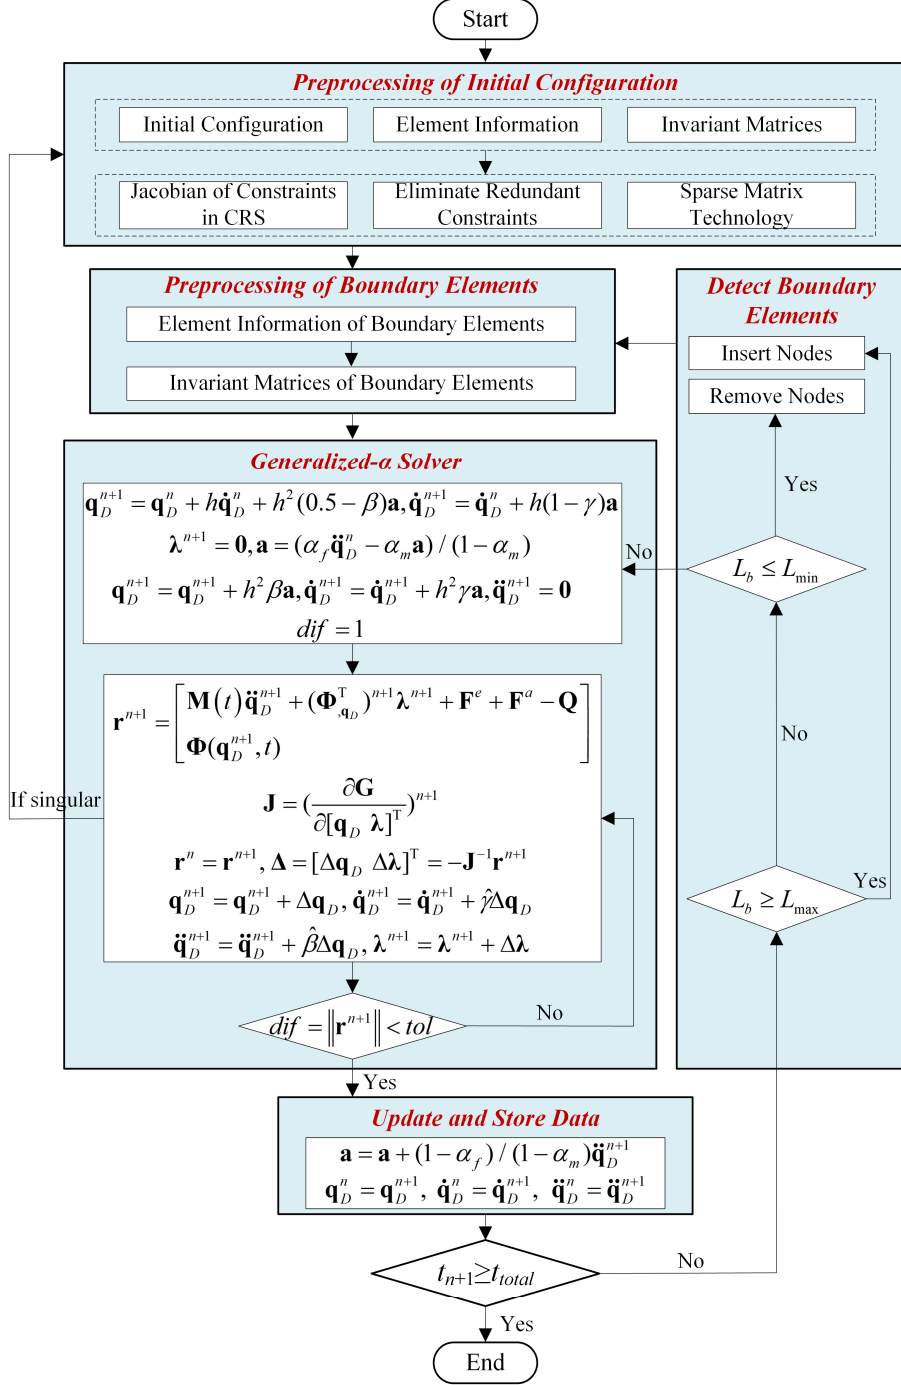 Start
Preprocessing of Initial Configuration
Initial Configuration
Element Information
Invariant Matrices
Jacobian of Constraints
in CRS
Eliminate Redundant
Constraints
Sparse Matrix
Technology
Preprocessing of Boundary Elements
Element Information of Boundary Elements
Invariant Matrices of Boundary Elements
Detect Boundary
Elements
Insert Nodes
Remove Nodes
Yes
L_b ≤ L_min
No
No
L_b ≥ L_max
Yes
Generalized-α Solver
𝐪_D^{n+1} = 𝐪_D^n + h𝐪̇_D^n + h²(0.5 − β)𝐚, 𝐪̇_D^{n+1} = 𝐪̇_D^n + h(1 − γ)𝐚
𝛌^{n+1} = 𝟎, 𝐚 = (α_f 𝐪̈_D^n − α_m 𝐚) / (1 − α_m)
𝐪_D^{n+1} = 𝐪_D^{n+1} + h²β𝐚, 𝐪̇_D^{n+1} = 𝐪̇_D^{n+1} + h²γ𝐚, 𝐪̈_D^{n+1} = 𝟎
dif = 1
𝐫^{n+1} = [𝐌(t)𝐪̈_D^{n+1} + (𝚽_{,𝐪_D}^T)^{n+1} 𝛌^{n+1} + 𝐅^e + 𝐅^a − 𝐐
𝚽(𝐪_D^{n+1}, t)]
If singular
𝐉 = (∂𝐆 / ∂[𝐪_D 𝛌]^T)^{n+1}
𝐫^n = 𝐫^{n+1}, 𝚫 = [Δ𝐪_D Δ𝛌]^T = −𝐉^{−1}𝐫^{n+1}
𝐪_D^{n+1} = 𝐪_D^{n+1} + Δ𝐪_D, 𝐪̇_D^{n+1} = 𝐪̇_D^{n+1} + γ̂Δ𝐪_D
𝐪̈_D^{n+1} = 𝐪̈_D^{n+1} + β̂Δ𝐪_D, 𝛌^{n+1} = 𝛌^{n+1} + Δ𝛌
dif = ‖𝐫^{n+1}‖ < tol
No
Yes
Update and Store Data
𝐚 = 𝐚 + (1 − α_f) / (1 − α_m)𝐪̈_D^{n+1}
𝐪_D^n = 𝐪_D^{n+1}, 𝐪̇_D^n = 𝐪̇_D^{n+1}, 𝐪̈_D^n = 𝐪̈_D^{n+1}
t_{n+1}≥t_{total}
No
Yes
End